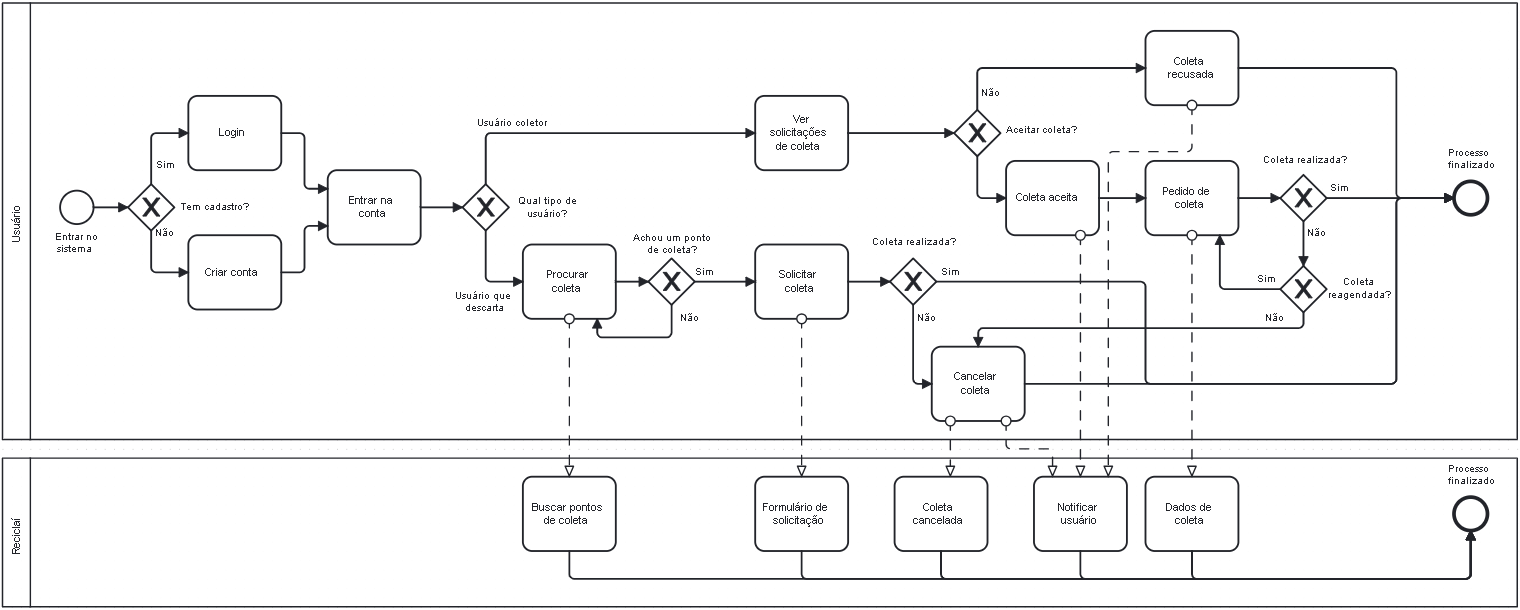 Usuário
Entrar no
sistema
Tem cadastro?
Sim
Não
Login
Criar conta
Entrar na
conta
Qual tipo de
usuário?
Usuário coletor
Usuário que
descarta
Ver
solicitações
de coleta
Aceitar coleta?
Não
Coleta
recusada
Coleta aceita
Pedido de
coleta
Coleta realizada?
Sim
Não
Coleta
reagendada?
Sim
Não
Processo
finalizado
Procurar
coleta
Achou um ponto
de coleta?
Sim
Não
Solicitar
coleta
Coleta realizada?
Sim
Não
Cancelar
coleta
Reciclaí
Buscar pontos
de coleta
Formulário de
solicitação
Coleta
cancelada
Notificar
usuário
Dados de
coleta
Processo
finalizado